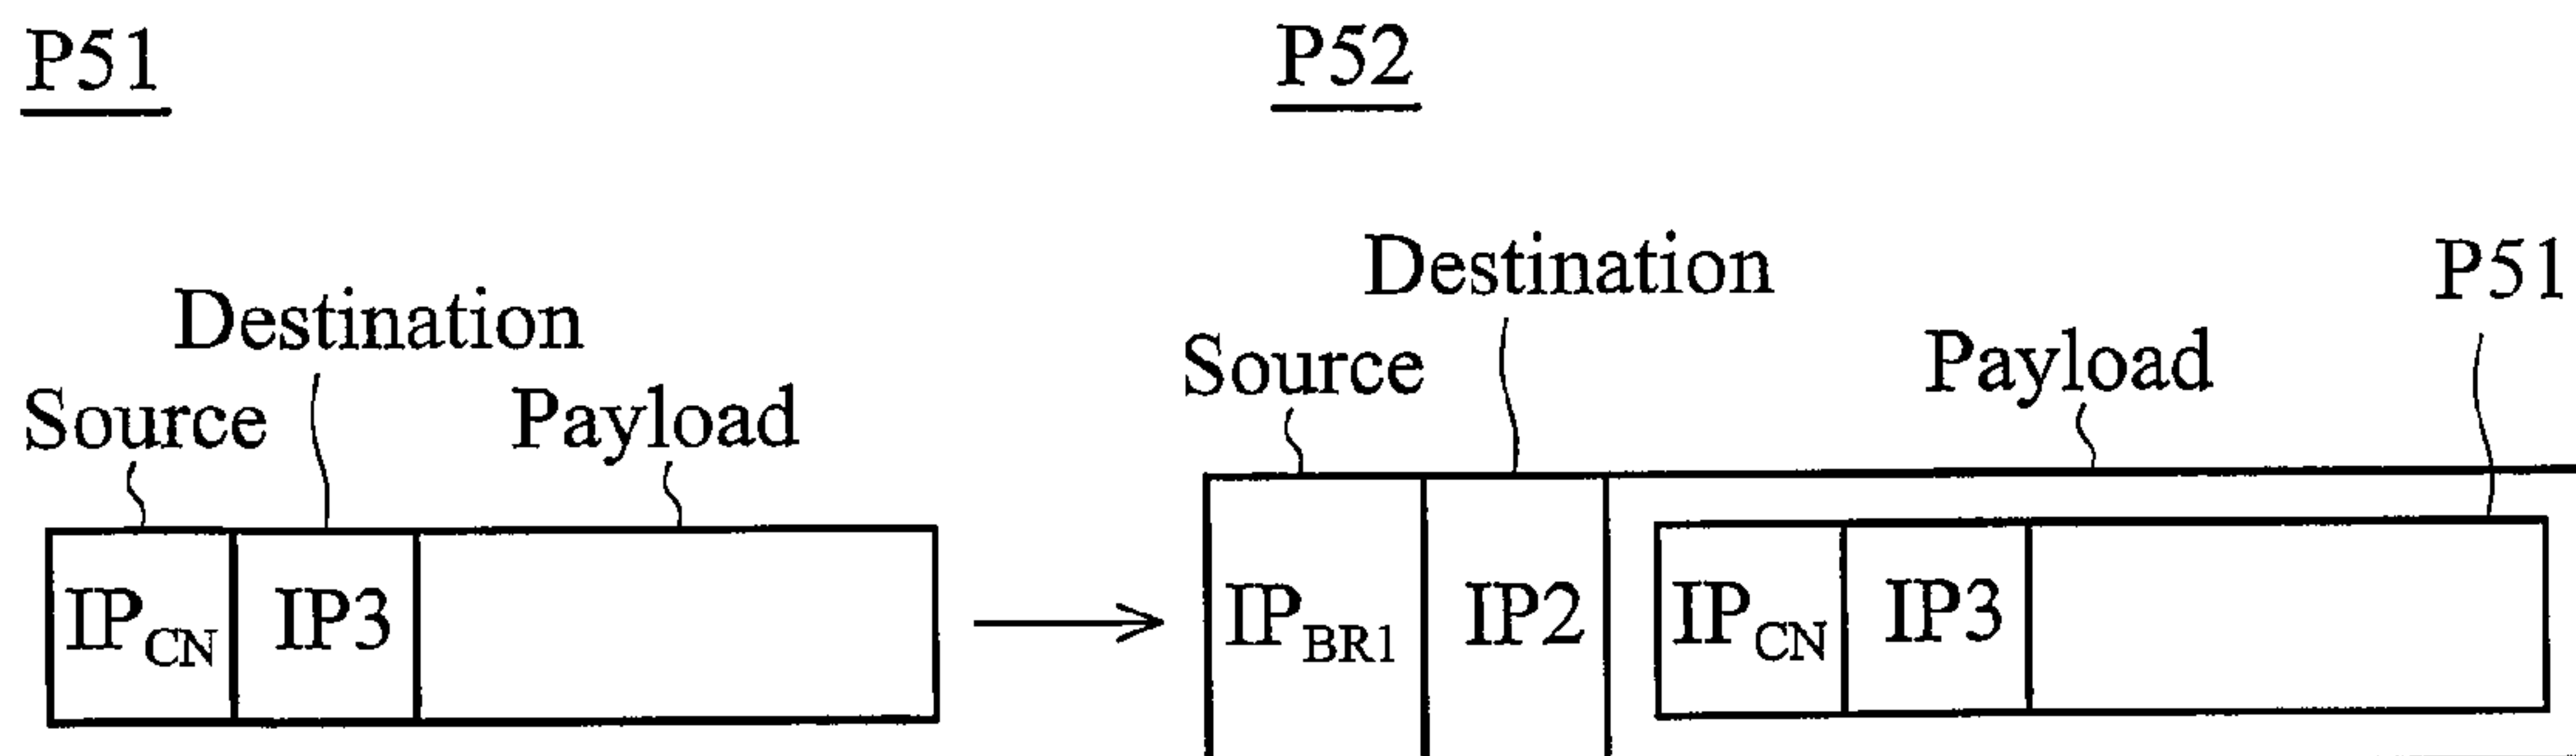 P51 P52
Destination P51
Destination
Source Payload
Source Payload
IP_BR1 IP2 IP_CN IP3
IP_CN IP3